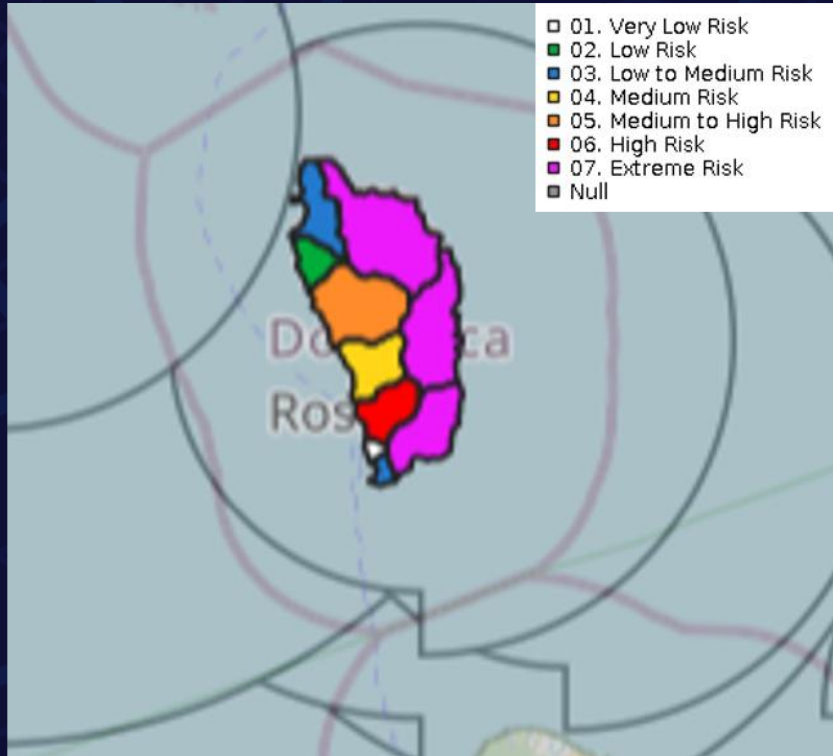 01. Very Low Risk
02. Low Risk
03. Low to Medium Risk
04. Medium Risk
05. Medium to High Risk
06. High Risk
07. Extreme Risk
Null